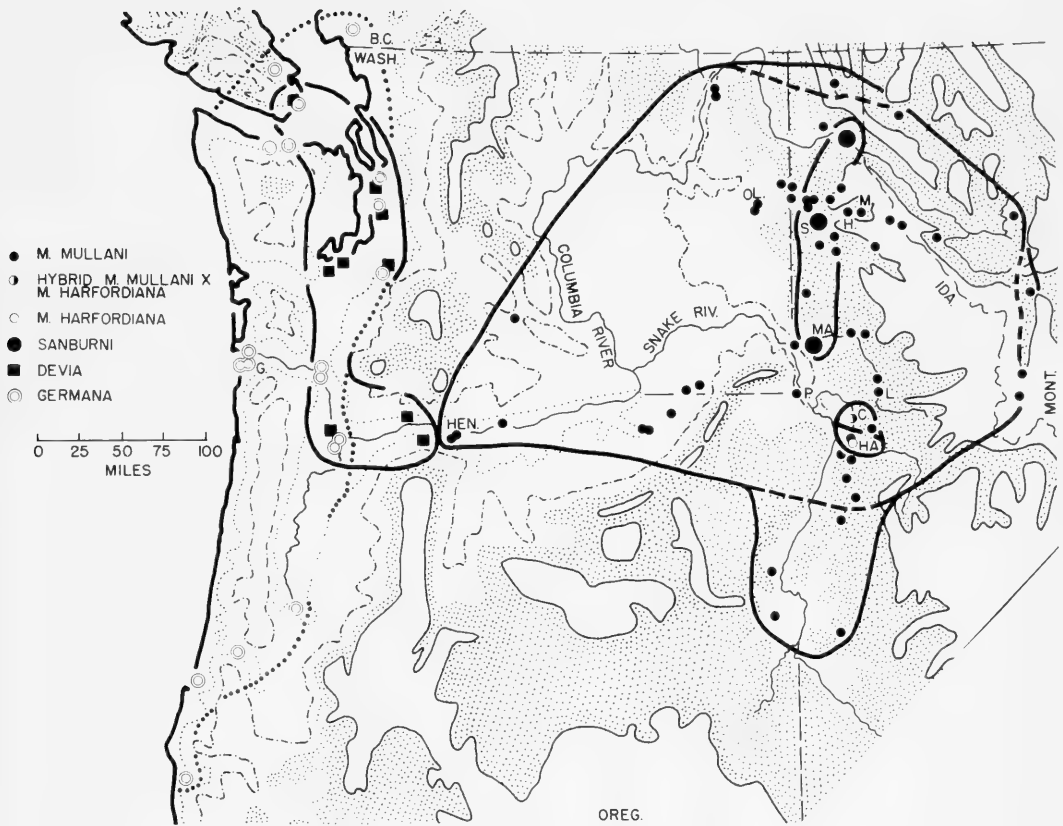 B.C.
WASH.
M. MULLANI
HYBRID M. MULLANI X
M. HARFORDIANA
M. HARFORDIANA
SANBURNI
DEVIA
GERMANA
0 25 50 75 100
MILES
COLUMBIA
RIVER
SNAKE RIV.
OL.
S.
M.
H.
IDA.
MONT.
MA.
P.
L.
C.
HA.
HEN.
G.
OREG.